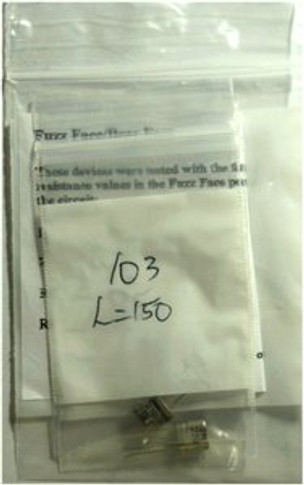 Fuzz Face/
These devices were tested with the
resistance values in the Fuzz Face
the circuit
103
L=150
R